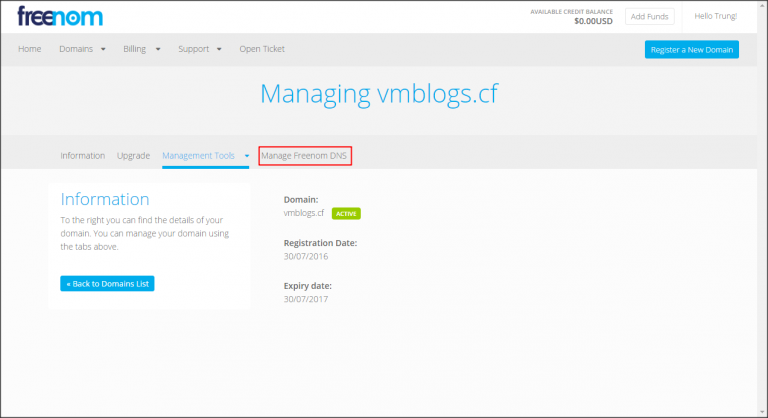 freenom
AVAILABLE CREDIT BALANCE
$0.00USD
Add Funds
Hello Trung!
Home
Domains
Billing
Support
Open Ticket
Register a New Domain
Managing vmblogs.cf
Information
Upgrade
Management Tools
Manage Freenom DNS
Information
To the right you can find the details of your
domain. You can manage your domain using
the tabs above.
« Back to Domains List
Domain:
vmblogs.cf ACTIVE
Registration Date:
30/07/2016
Expiry date:
30/07/2017